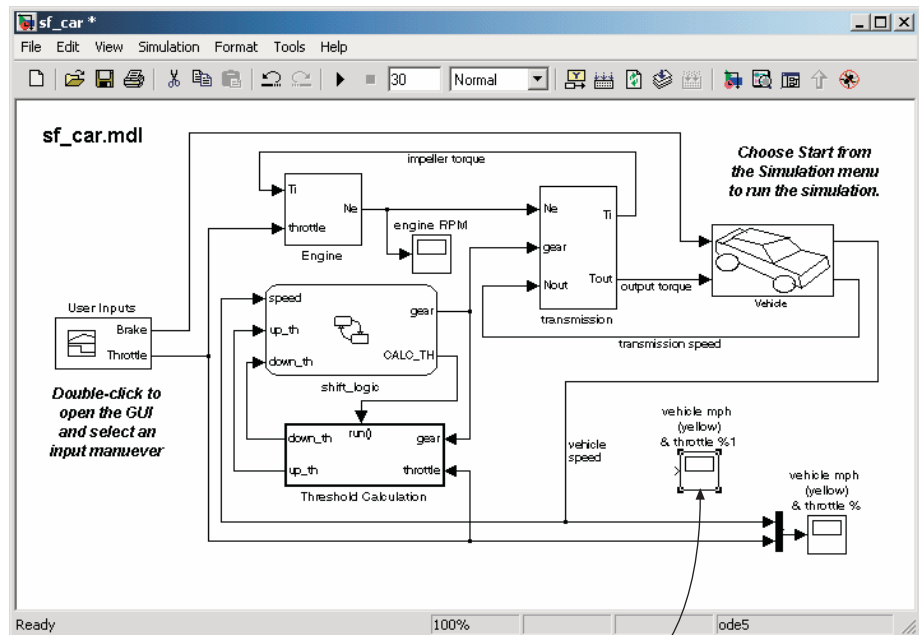 sf_car *
File Edit View Simulation Format Tools Help
30 Normal
sf_car.mdl
impeller torque
Choose Start from
the Simulation menu
to run the simulation.
Ti
Ne
throttle
Engine
engine RPM
Ne
Ti
gear
Nout
Tout
transmission
output torque
Vehicle
transmission speed
User Inputs
Brake
Throttle
Double-click to
open the GUI
and select an
input manuever
speed
gear
up_th
CALC_TH
down_th
shift_logic
run()
down_th
gear
up_th
throttle
Threshold Calculation
vehicle
speed
vehicle mph
(yellow)
& throttle %1
vehicle mph
(yellow)
& throttle %
Ready 100% ode5